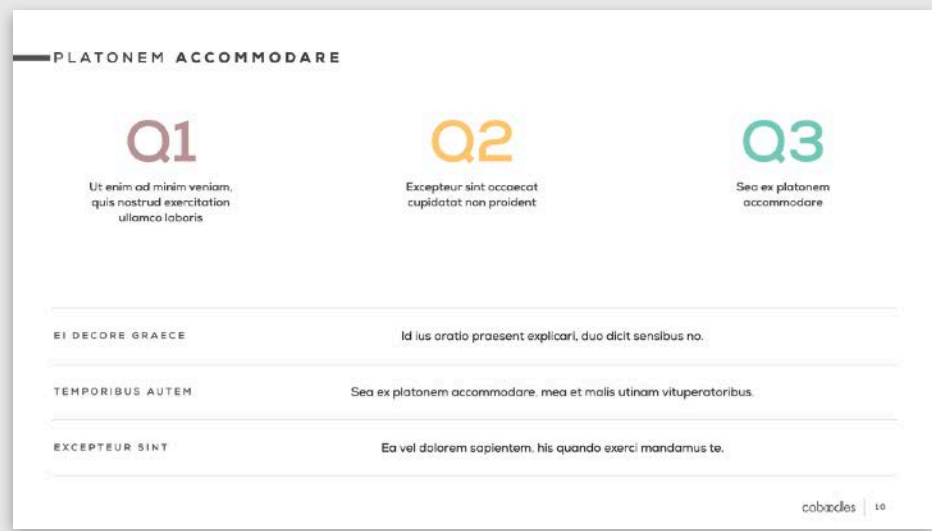 PLATONEM ACCOMMODARE
Q1
Ut enim ad minim veniam,
quis nostrud exercitation
ullamco laboris
Q2
Excepteur sint occaecat
cupidatat non proident
Q3
Sea ex platonem
accommodare
EI DECORE GRAECE
Id ius oratio praesent explicari, duo dicit sensibus no.
TEMPORIBUS AUTEM
Sea ex platonem accommodare, mea et malis utinam vituperatoribus.
EXCEPTEUR SINT
Ea vel dolorem sapientem, his quando exerci mandamus te.
10